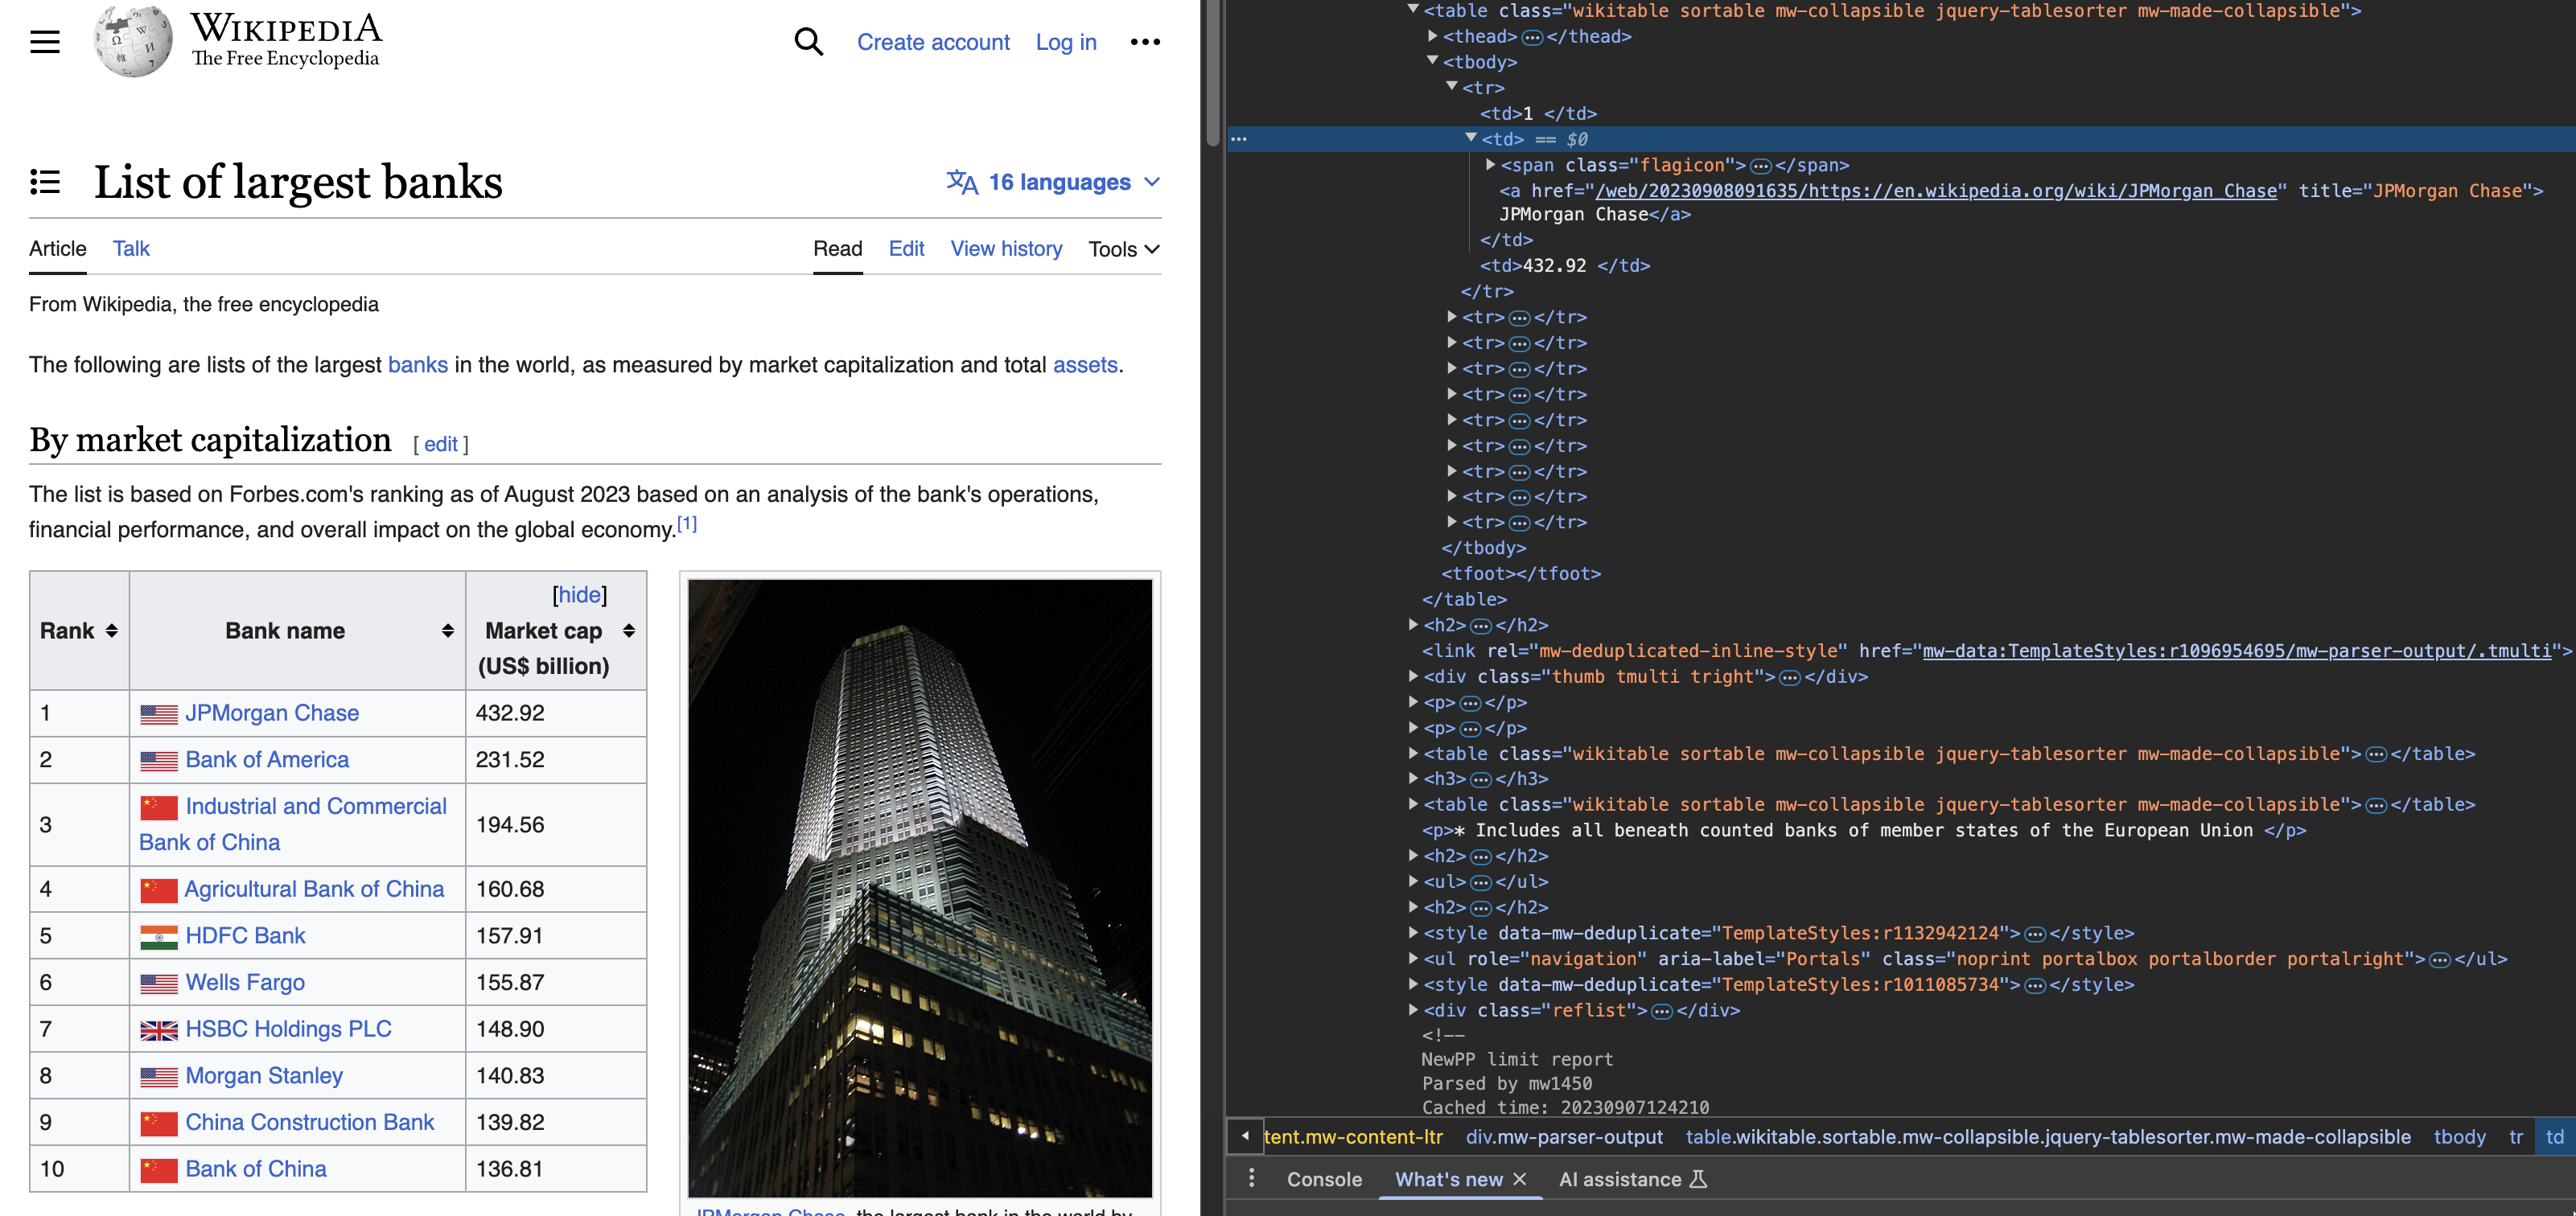 WIKIPEDIA
The Free Encyclopedia
Create account Log in
List of largest banks
16 languages
Article Talk Read Edit View history Tools
From Wikipedia, the free encyclopedia
The following are lists of the largest banks in the world, as measured by market capitalization and total assets.
By market capitalization [ edit ]
The list is based on Forbes.com's ranking as of August 2023 based on an analysis of the bank's operations,
financial performance, and overall impact on the global economy.[1]
[hide]
Rank Bank name Market cap
(US$ billion)
1 JPMorgan Chase 432.92
2 Bank of America 231.52
3 Industrial and Commercial
Bank of China 194.56
4 Agricultural Bank of China 160.68
5 HDFC Bank 157.91
6 Wells Fargo 155.87
7 HSBC Holdings PLC 148.90
8 Morgan Stanley 140.83
9 China Construction Bank 139.82
10 Bank of China 136.81
JPMorgan Chase, the largest bank in the world by
<table class="wikitable sortable mw-collapsible jquery-tablesorter mw-made-collapsible">
<thead>…</thead>
<tbody>
<tr>
<td>1 </td>
… <td> == $0
<span class="flagicon">…</span>
<a href="/web/20230908091635/https://en.wikipedia.org/wiki/JPMorgan_Chase" title="JPMorgan Chase">
JPMorgan Chase</a>
</td>
<td>432.92 </td>
</tr>
<tr>…</tr>
<tr>…</tr>
<tr>…</tr>
<tr>…</tr>
<tr>…</tr>
<tr>…</tr>
<tr>…</tr>
<tr>…</tr>
<tr>…</tr>
</tbody>
<tfoot></tfoot>
</table>
<h2>…</h2>
<link rel="mw-deduplicated-inline-style" href="mw-data:TemplateStyles:r1096954695/mw-parser-output/.tmulti">
<div class="thumb tmulti tright">…</div>
<p>…</p>
<p>…</p>
<table class="wikitable sortable mw-collapsible jquery-tablesorter mw-made-collapsible">…</table>
<h3>…</h3>
<table class="wikitable sortable mw-collapsible jquery-tablesorter mw-made-collapsible">…</table>
<p>* Includes all beneath counted banks of member states of the European Union </p>
<h2>…</h2>
<ul>…</ul>
<h2>…</h2>
<style data-mw-deduplicate="TemplateStyles:r1132942124">…</style>
<ul role="navigation" aria-label="Portals" class="noprint portalbox portalborder portalright">…</ul>
<style data-mw-deduplicate="TemplateStyles:r1011085734">…</style>
<div class="reflist">…</div>
<!--
NewPP limit report
Parsed by mw1450
Cached time: 20230907124210
tent.mw-content-ltr div.mw-parser-output table.wikitable.sortable.mw-collapsible.jquery-tablesorter.mw-made-collapsible tbody tr td
Console What's new × AI assistance